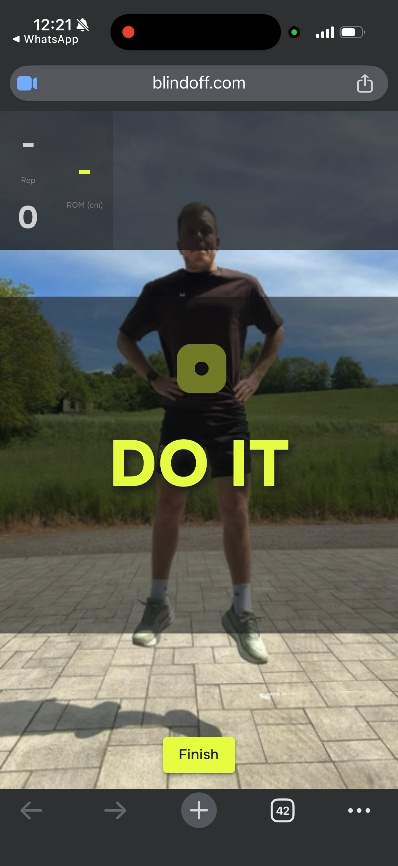 12:21
WhatsApp
blindoff.com
-
-
Rep
ROM (cm)
0
DO IT
Finish
42